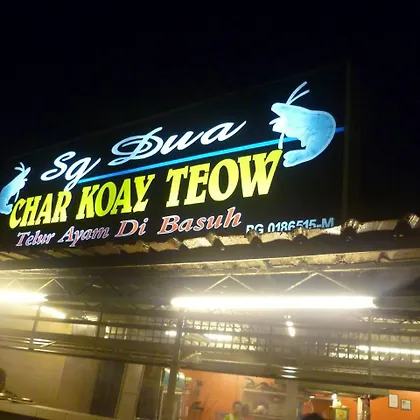 Sg Dua
CHAR KOAY TEOW
Telur Ayam Di Basuh
PG 0186515-M